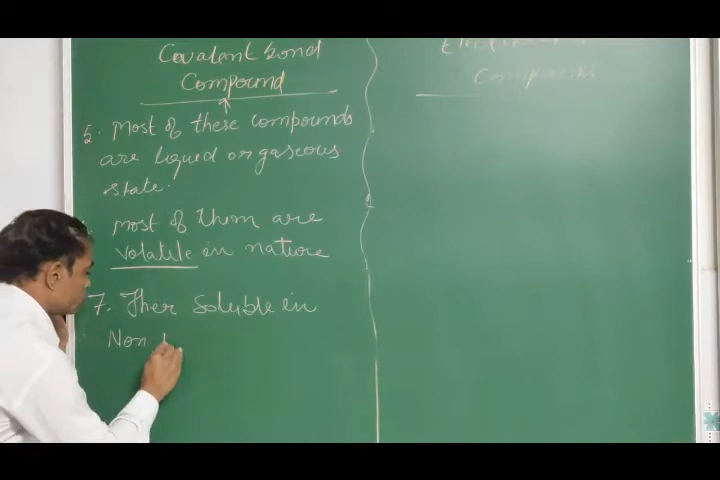 Covalent bond
Compound
5. Most of these compounds
are liqued or gaseous
state.
most of them are
volatile in nature
7. Ther Soluble in
Non